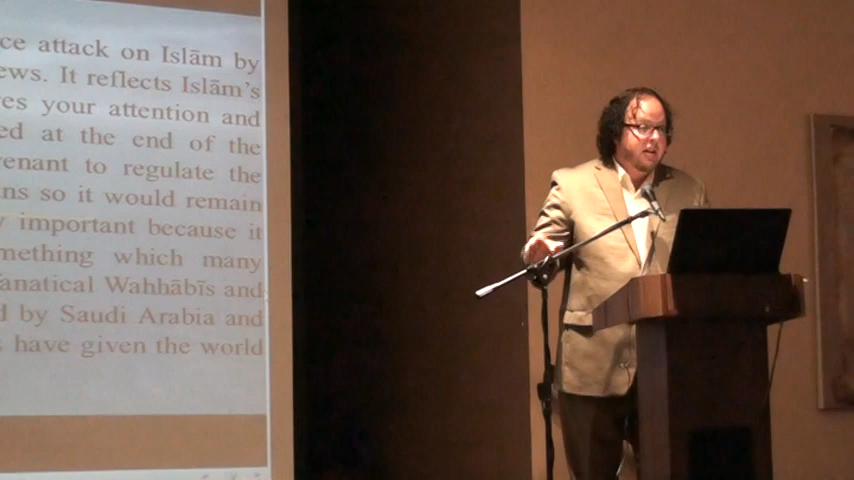 ce attack on Islām by
ews. It reflects Islām's
es your attention and
ed at the end of the
enant to regulate the
ns so it would remain
y important because it
mething which many
anatical Wahhābīs and
d by Saudi Arabia and
s have given the world